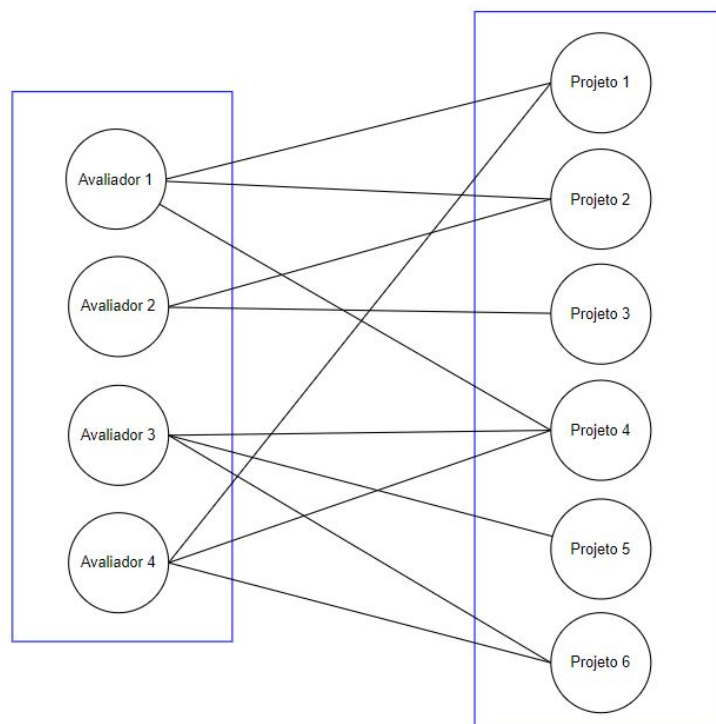 Avaliador 1
Avaliador 2
Avaliador 3
Avaliador 4
Projeto 1
Projeto 2
Projeto 3
Projeto 4
Projeto 5
Projeto 6